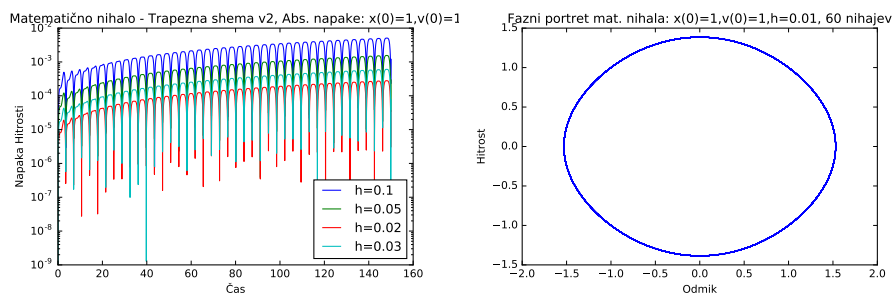 Matematično nihalo - Trapezna shema v2, Abs. napake: x(0)=1,v(0)=1
10⁻²
10⁻³
10⁻⁴
10⁻⁵
10⁻⁶
10⁻⁷
10⁻⁸
10⁻⁹
Napaka Hitrosti
0 20 40 60 80 100 120 140 160
Čas
h=0.1
h=0.05
h=0.02
h=0.03
Fazni portret mat. nihala: x(0)=1,v(0)=1,h=0.01, 60 nihajev
1.5
1.0
0.5
0.0
−0.5
−1.0
−1.5
Hitrost
−2.0 −1.5 −1.0 −0.5 0.0 0.5 1.0 1.5 2.0
Odmik